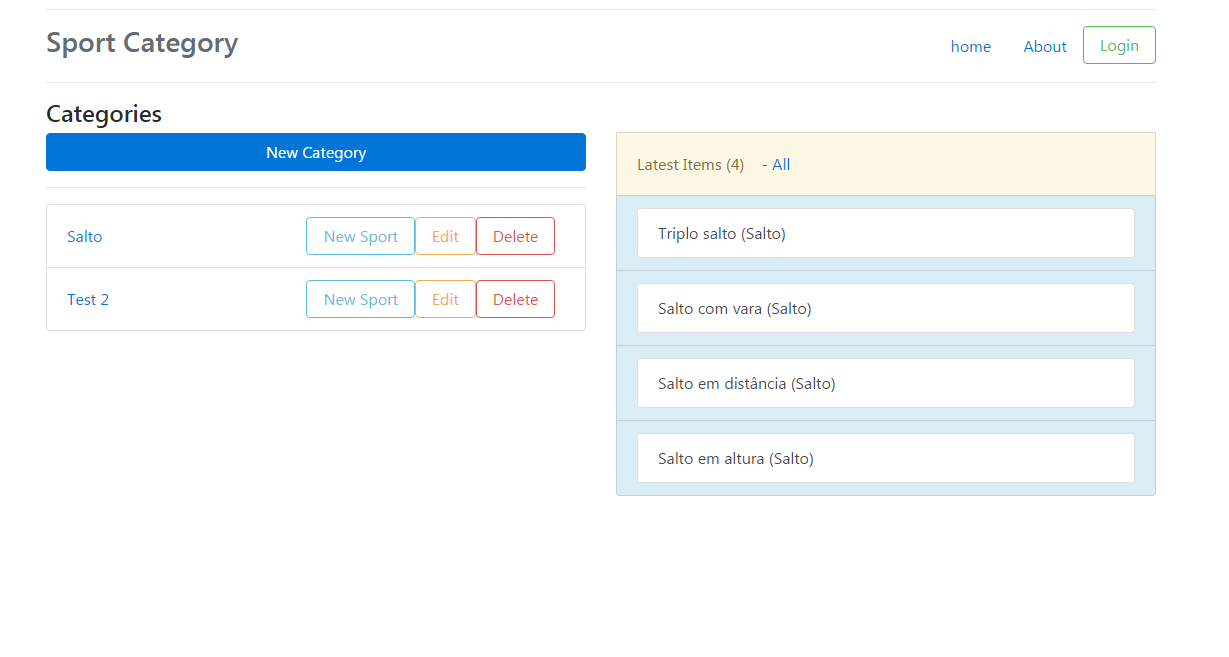 Sport Category
home About Login
Categories
New Category
Salto New Sport Edit Delete
Test 2 New Sport Edit Delete
Latest Items (4) - All
Triplo salto (Salto)
Salto com vara (Salto)
Salto em distância (Salto)
Salto em altura (Salto)